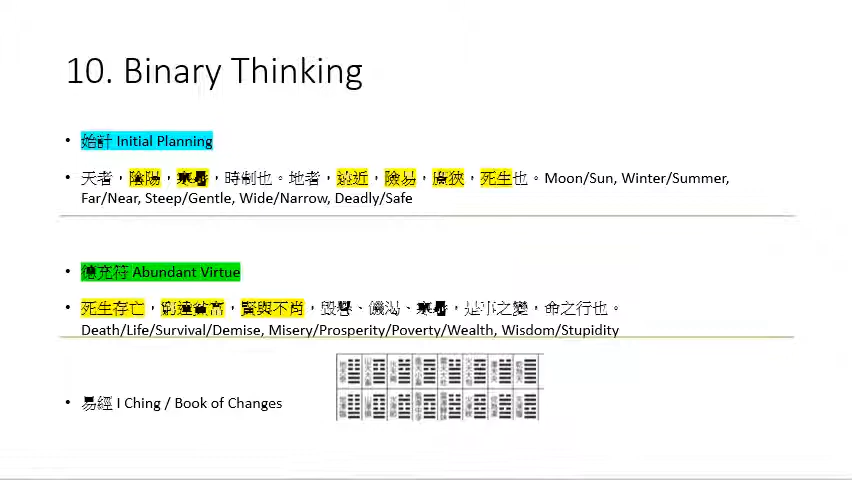 10. Binary Thinking
• 始計 Initial Planning
• 天者，陰陽，寒暑，時制也。地者，遠近，險易，廣狹，死生也。Moon/Sun, Winter/Summer,
Far/Near, Steep/Gentle, Wide/Narrow, Deadly/Safe
• 德充符 Abundant Virtue
• 死生存亡，窮達貧富，賢與不肖，毀譽、饑渴、寒暑，是事之變，命之行也。
Death/Life/Survival/Demise, Misery/Prosperity/Poverty/Wealth, Wisdom/Stupidity
• 易經 I Ching / Book of Changes